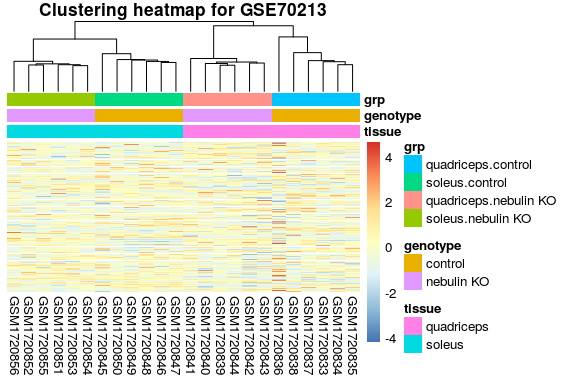 Clustering heatmap for GSE70213
grp
genotype
tissue
4
2
0
-2
-4
grp
quadriceps.control
soleus.control
quadriceps.nebulin KO
soleus.nebulin KO
genotype
control
nebulin KO
tissue
quadriceps
soleus
GSM1720856
GSM1720852
GSM1720855
GSM1720851
GSM1720853
GSM1720854
GSM1720845
GSM1720850
GSM1720849
GSM1720848
GSM1720846
GSM1720847
GSM1720841
GSM1720840
GSM1720839
GSM1720844
GSM1720842
GSM1720843
GSM1720836
GSM1720838
GSM1720837
GSM1720833
GSM1720834
GSM1720835